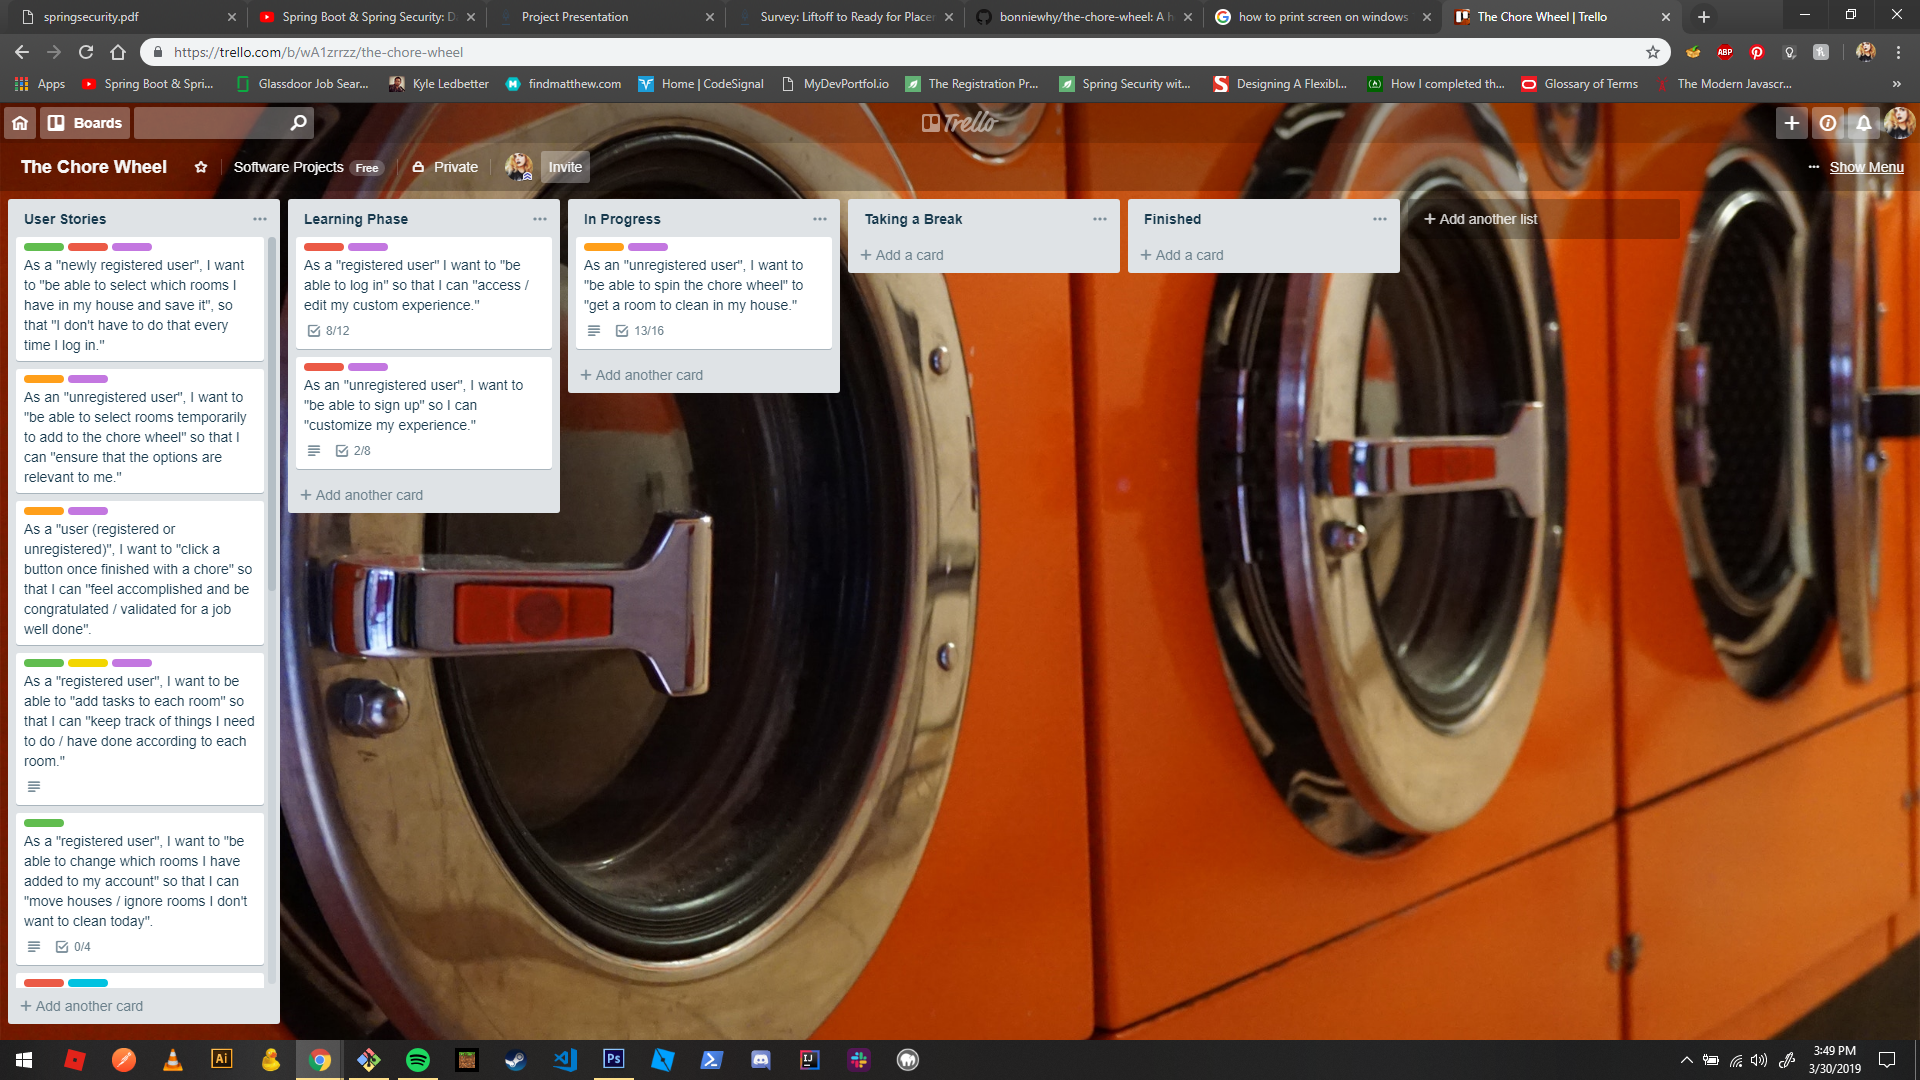 springsecurity.pdf
Spring Boot & Spring Security: D
Project Presentation
Survey: Liftoff to Ready for Placer
bonniewhy/the-chore-wheel: A h
how to print screen on windows
The Chore Wheel | Trello
https://trello.com/b/wA1zrrzz/the-chore-wheel
ABP
Apps
Spring Boot & Spri...
Glassdoor Job Sear...
Kyle Ledbetter
findmatthew.com
Home | CodeSignal
MyDevPortfol.io
The Registration Pr...
Spring Security wit...
Designing A Flexibl...
How I completed th...
Glossary of Terms
The Modern Javascr...
Boards
Trello
The Chore Wheel
Software Projects Free
Private
Invite
... Show Menu
User Stories
As a "newly registered user", I want
to "be able to select which rooms I
have in my house and save it", so
that "I don't have to do that every
time I log in."
As an "unregistered user", I want to
"be able to select rooms temporarily
to add to the chore wheel" so that I
can "ensure that the options are
relevant to me."
As a "user (registered or
unregistered)", I want to "click a
button once finished with a chore" so
that I can "feel accomplished and be
congratulated / validated for a job
well done".
As a "registered user", I want to be
able to "add tasks to each room" so
that I can "keep track of things I need
to do / have done according to each
room."
As a "registered user", I want to "be
able to change which rooms I have
added to my account" so that I can
"move houses / ignore rooms I don't
want to clean today".
0/4
+ Add another card
Learning Phase
As a "registered user" I want to "be
able to log in" so that I can "access /
edit my custom experience."
8/12
As an "unregistered user", I want to
"be able to sign up" so I can
"customize my experience."
2/8
+ Add another card
In Progress
As an "unregistered user", I want to
"be able to spin the chore wheel" to
"get a room to clean in my house."
13/16
+ Add another card
Taking a Break
+ Add a card
Finished
+ Add a card
+ Add another list
Ai
Ps
IJ
3:49 PM
3/30/2019